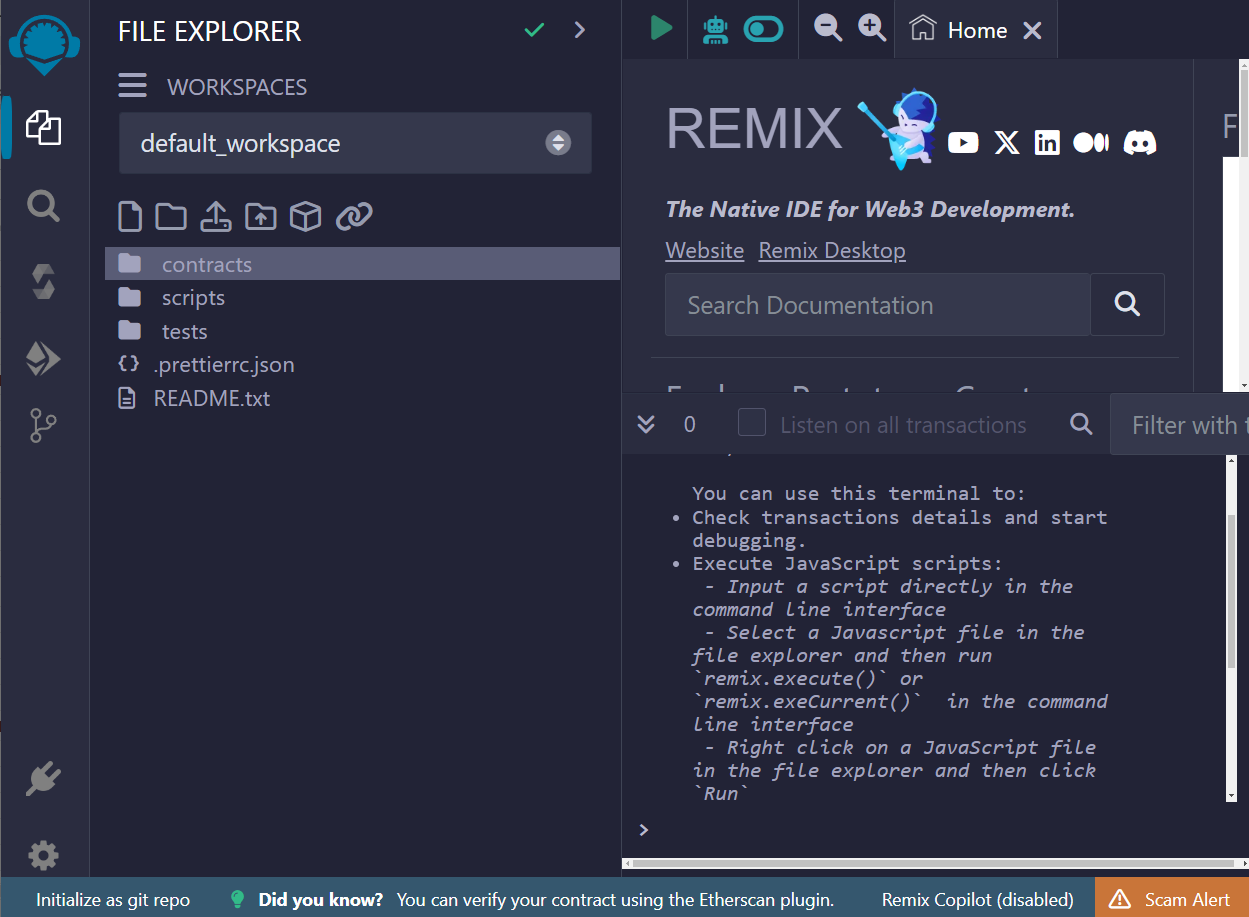 FILE EXPLORER
WORKSPACES
default_workspace
contracts
scripts
tests
{} .prettierrc.json
README.txt
Home
REMIX
The Native IDE for Web3 Development.
Website Remix Desktop
Search Documentation
F
0 Listen on all transactions
Filter with t
You can use this terminal to:
• Check transactions details and start
debugging.
• Execute JavaScript scripts:
- Input a script directly in the
command line interface
- Select a Javascript file in the
file explorer and then run
`remix.execute()` or
`remix.exeCurrent()` in the command
line interface
- Right click on a JavaScript file
in the file explorer and then click
`Run`
>
Initialize as git repo
Did you know? You can verify your contract using the Etherscan plugin.
Remix Copilot (disabled)
Scam Alert